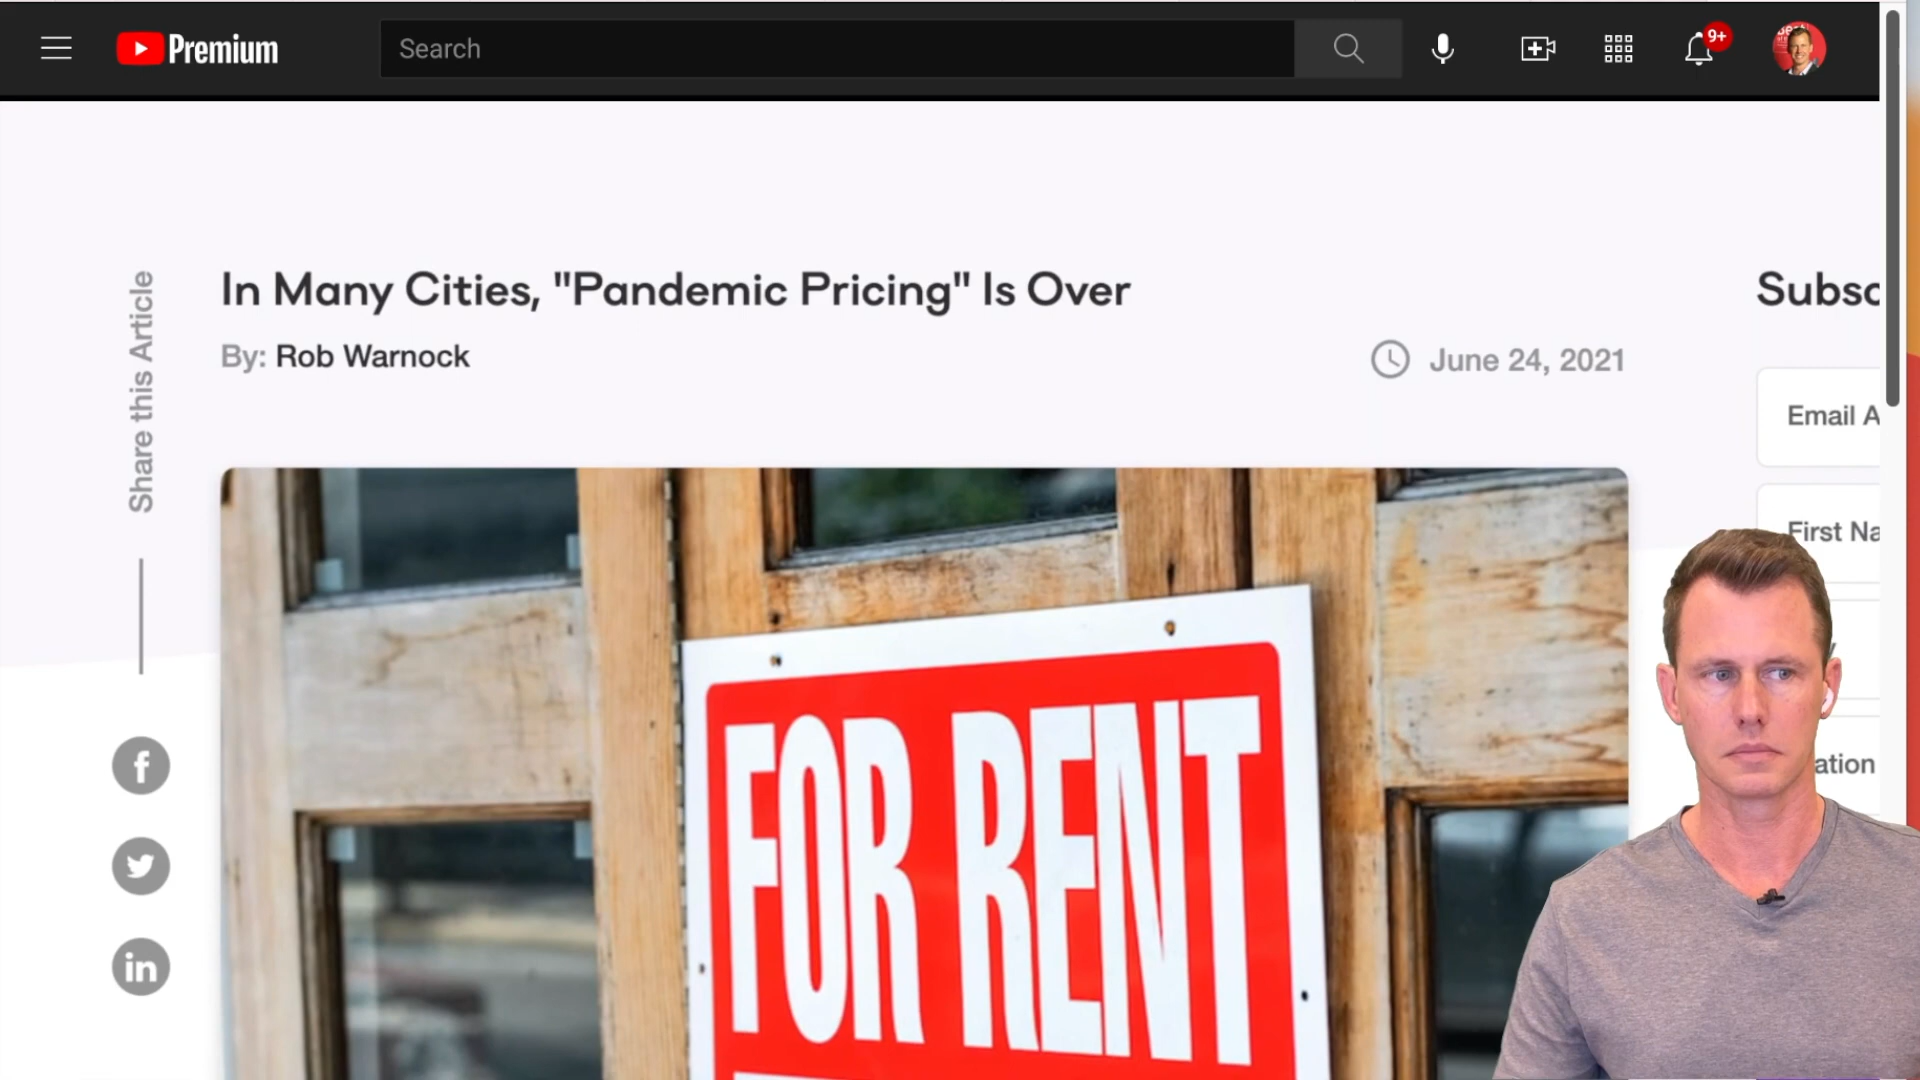 Premium
Search
9+
In Many Cities, "Pandemic Pricing" Is Over
By: Rob Warnock
June 24, 2021
Share this Article
Subsc
Email A
First Na
ation
f
in
FOR RENT